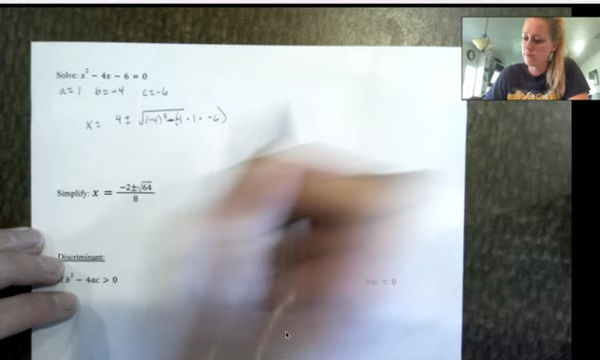 Solve: x² − 4x − 6 = 0
a=1 b=-4 c=-6
x= 4 ± √(-4)² - (4 · 1 · -6)
Simplify: x = (−2±√64)/8
Discriminant:
b² − 4ac > 0
< 0